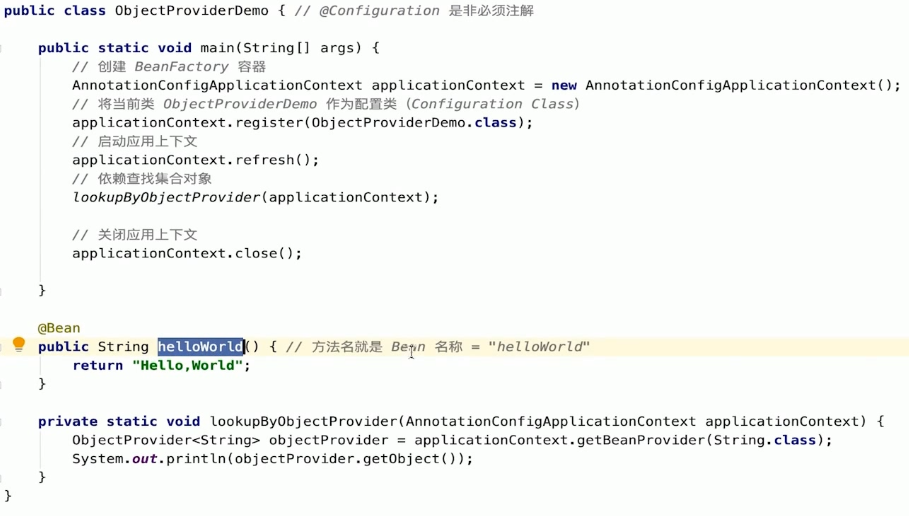 public class ObjectProviderDemo { // @Configuration 是非必须注解
public static void main(String[] args) {
// 创建 BeanFactory 容器
AnnotationConfigApplicationContext applicationContext = new AnnotationConfigApplicationContext();
// 将当前类 ObjectProviderDemo 作为配置类（Configuration Class）
applicationContext.register(ObjectProviderDemo.class);
// 启动应用上下文
applicationContext.refresh();
// 依赖查找集合对象
lookupByObjectProvider(applicationContext);
// 关闭应用上下文
applicationContext.close();
}
@Bean
public String helloWorld() { // 方法名就是 Bean 名称 = "helloWorld"
return "Hello,World";
}
private static void lookupByObjectProvider(AnnotationConfigApplicationContext applicationContext) {
ObjectProvider<String> objectProvider = applicationContext.getBeanProvider(String.class);
System.out.println(objectProvider.getObject());
}
}